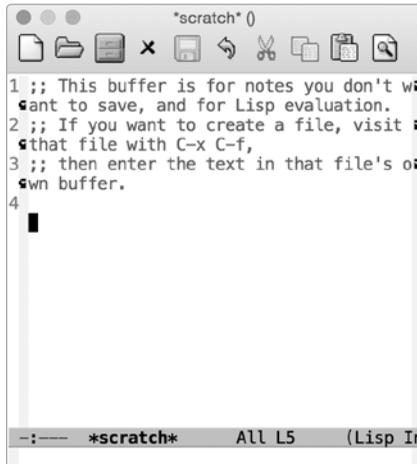 *scratch* ()
1 ;; This buffer is for notes you don't w
ant to save, and for Lisp evaluation.
2 ;; If you want to create a file, visit
that file with C-x C-f,
3 ;; then enter the text in that file's o
wn buffer.
4
-:--- *scratch* All L5 (Lisp In